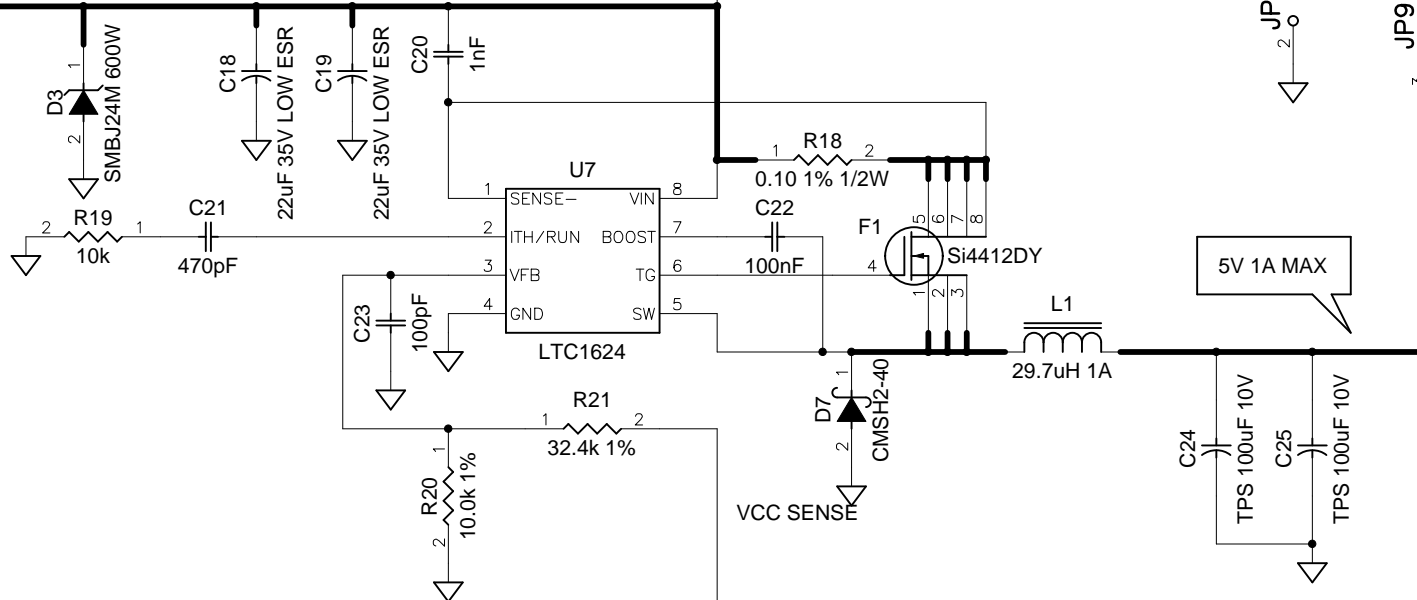 D3
1
2
SMBJ24M 600W
C18
22uF 35V LOW ESR
C19
22uF 35V LOW ESR
C20
1nF
JP
2
JP9
R18
1
2
0.10 1% 1/2W
U7
LTC1624
1
SENSE-
2
ITH/RUN
3
VFB
4
GND
8
VIN
7
BOOST
6
TG
5
SW
R19
2
1
10k
C21
470pF
C22
100nF
F1
Si4412DY
4
5
6
7
8
1
2
3
C23
100pF
L1
29.7uH 1A
5V 1A MAX
D7
1
2
CMSH2-40
R21
1
2
32.4k 1%
R20
1
2
10.0k 1%
VCC SENSE
C24
TPS 100uF 10V
C25
TPS 100uF 10V